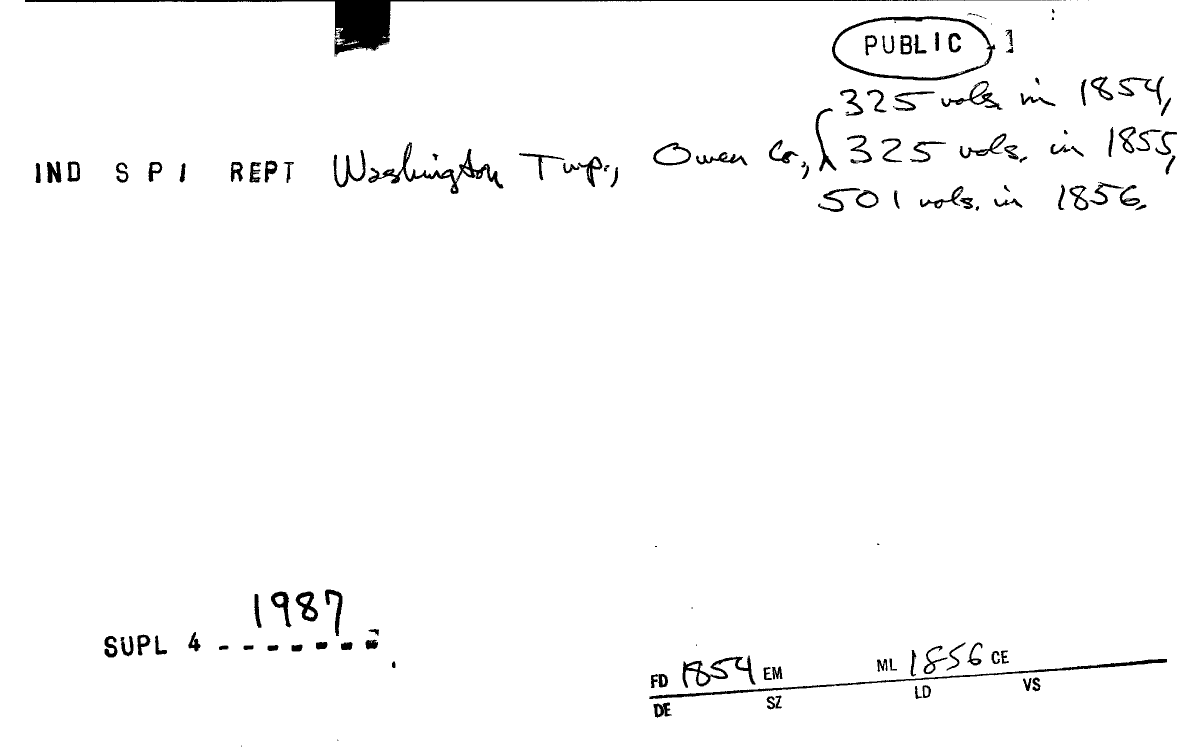 PUBLIC 1
325 vols. in 1854,
IND S P I REPT Washington Twp., Owen Co., 325 vols. in 1855,
501 vols. in 1856.
1987
SUPL 4 - - - - - - -
FD 1854 EM ML 1856 CE
DE SZ LD VS